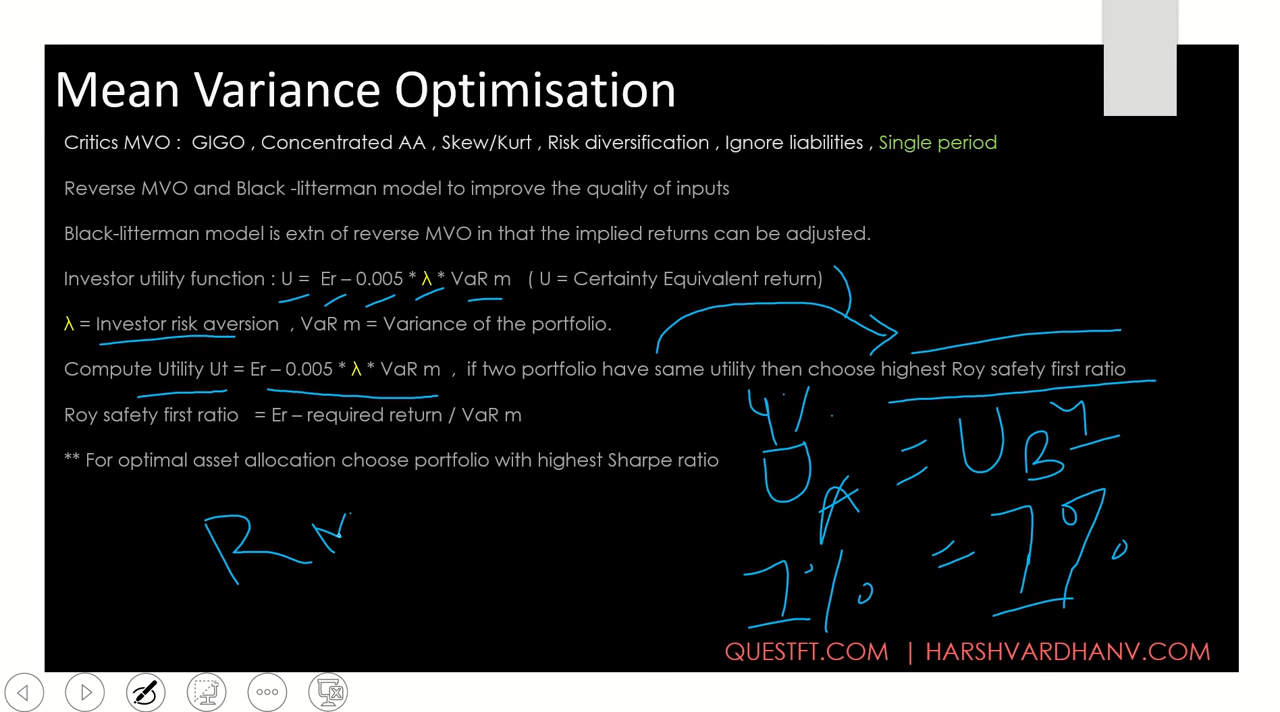 Mean Variance Optimisation
Critics MVO : GIGO , Concentrated AA , Skew/Kurt , Risk diversification , Ignore liabilities , Single period
Reverse MVO and Black -litterman model to improve the quality of inputs
Black-litterman model is extn of reverse MVO in that the implied returns can be adjusted.
Investor utility function : U = Er – 0.005 * λ * VaR m ( U = Certainty Equivalent return)
λ = Investor risk aversion , VaR m = Variance of the portfolio.
Compute Utility Ut = Er – 0.005 * λ * VaR m , if two portfolio have same utility then choose highest Roy safety first ratio
Roy safety first ratio = Er – required return / VaR m
** For optimal asset allocation choose portfolio with highest Sharpe ratio
U A = U B
7% = 7%
QUESTFT.COM | HARSHVARDHANV.COM